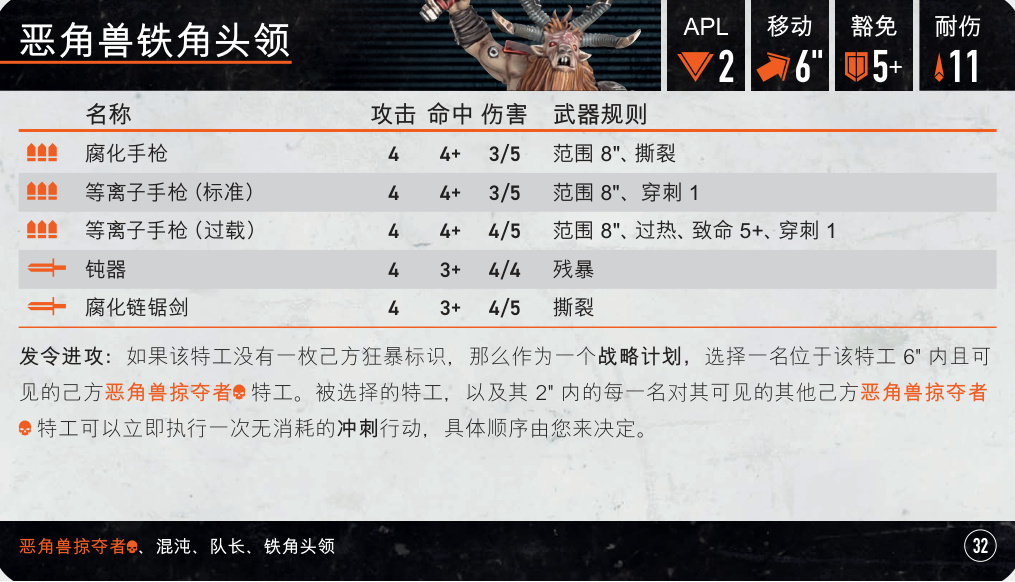 恶角兽铁角头领
APL 移动 豁免 耐伤
2 6" 5+ 11
名称 攻击 命中 伤害 武器规则
腐化手枪 4 4+ 3/5 范围 8"、撕裂
等离子手枪（标准） 4 4+ 3/5 范围 8"、穿刺 1
等离子手枪（过载） 4 4+ 4/5 范围 8"、过热、致命 5+、穿刺 1
钝器 4 3+ 4/4 残暴
腐化链锯剑 4 3+ 4/5 撕裂
发令进攻：如果该特工没有一枚己方狂暴标识，那么作为一个战略计划，选择一名位于该特工 6" 内且可
见的己方恶角兽掠夺者特工。被选择的特工，以及其 2" 内的每一名对其可见的其他己方恶角兽掠夺者
特工可以立即执行一次无消耗的冲刺行动，具体顺序由您来决定。
恶角兽掠夺者、混沌、队长、铁角头领
32